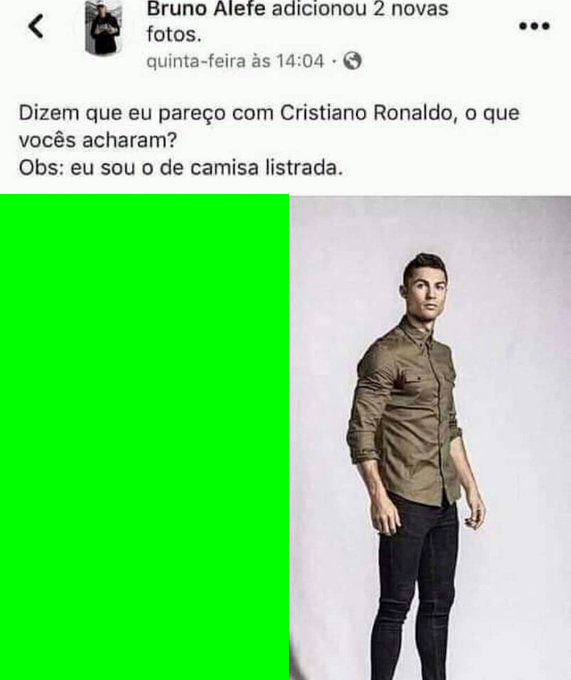 Bruno Alefe adicionou 2 novas
fotos.
quinta-feira às 14:04 ·
Dizem que eu pareço com Cristiano Ronaldo, o que
vocês acharam?
Obs: eu sou o de camisa listrada.